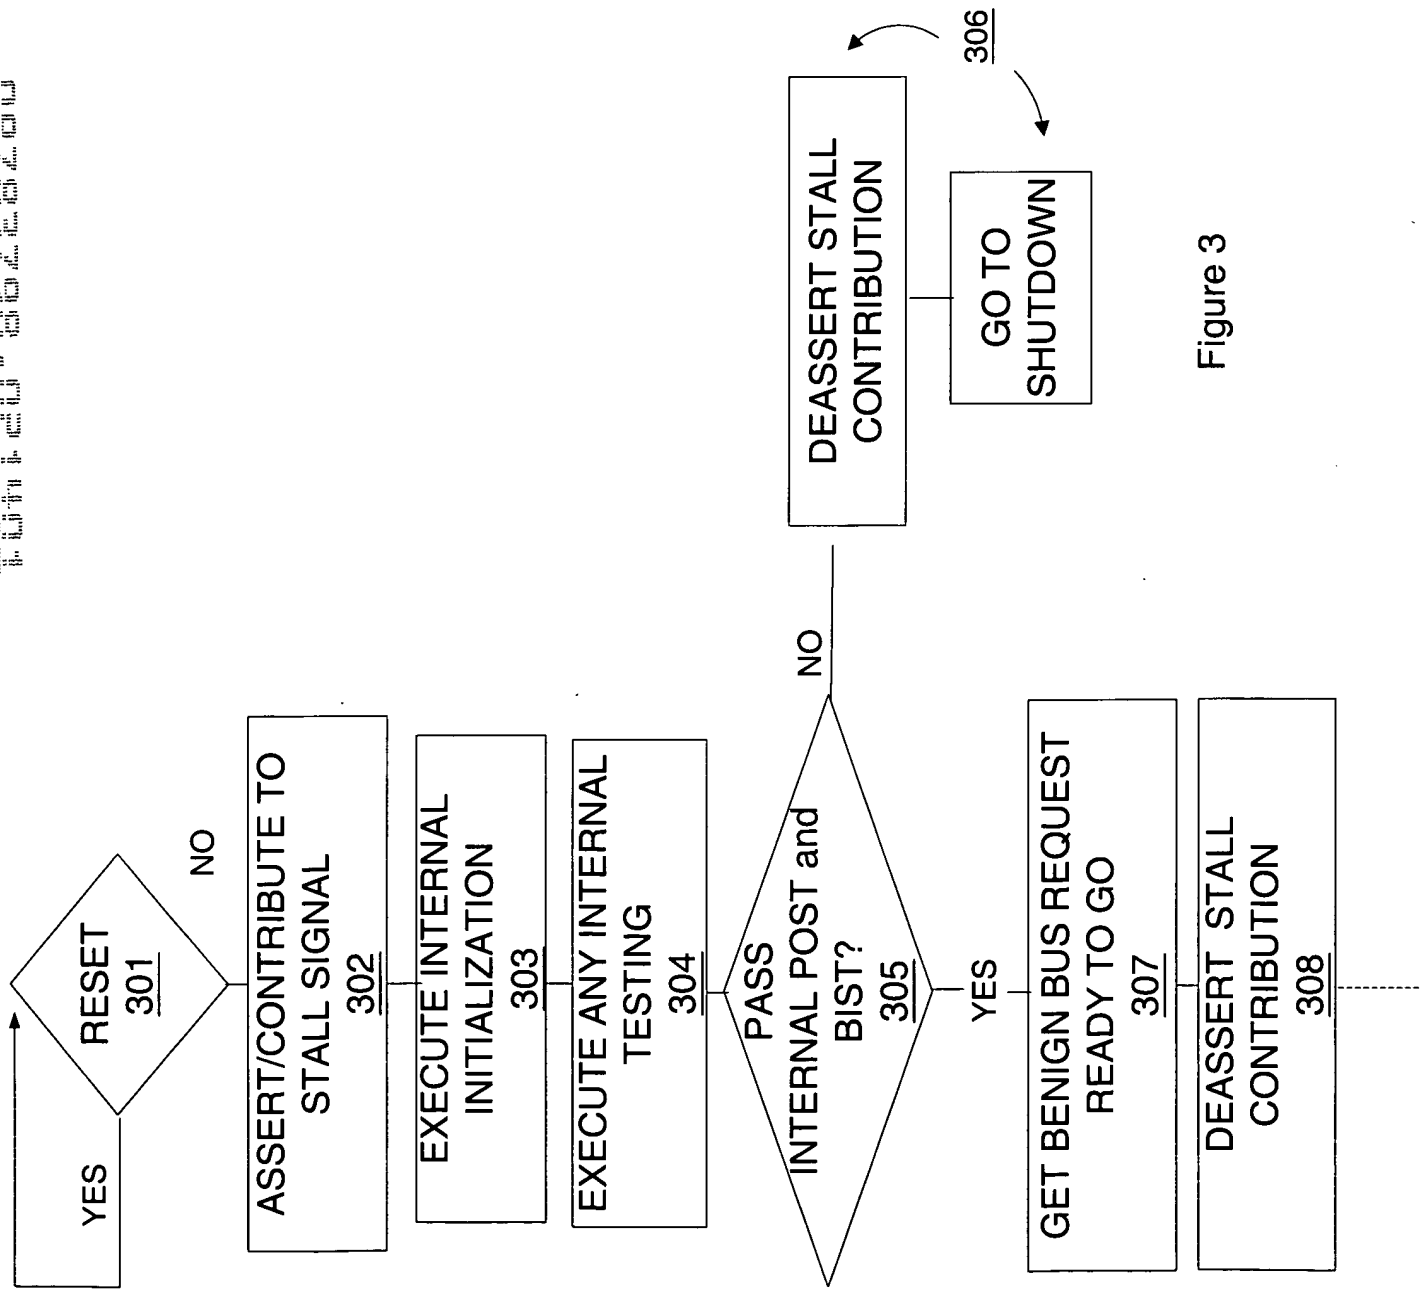 YES
RESET
301
NO
ASSERT/CONTRIBUTE TO
STALL SIGNAL
302
EXECUTE INTERNAL
INITIALIZATION
303
EXECUTE ANY INTERNAL
TESTING
304
PASS
INTERNAL POST and
BIST?
305
NO
DEASSERT STALL
CONTRIBUTION
306
GO TO
SHUTDOWN
YES
GET BENIGN BUS REQUEST
READY TO GO
307
DEASSERT STALL
CONTRIBUTION
308
Figure 3